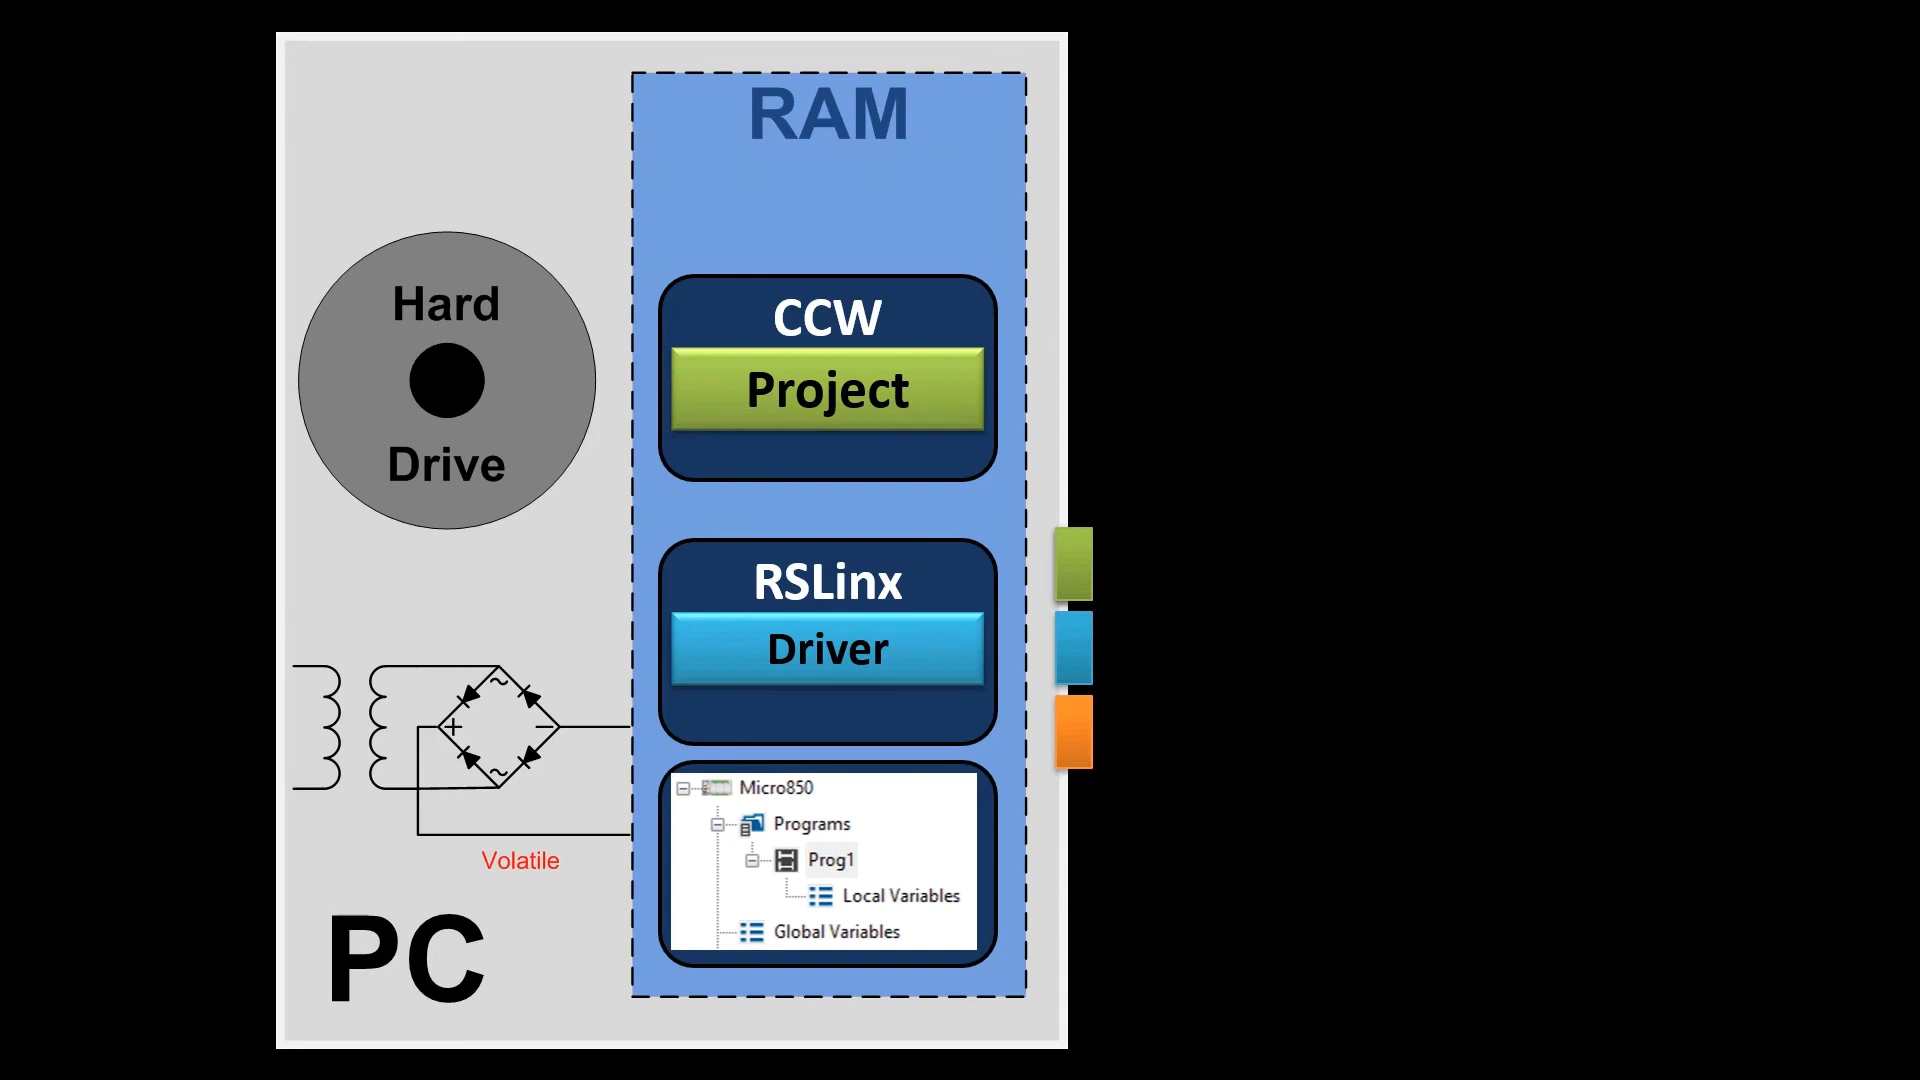 RAM
Hard
Drive
CCW
Project
RSLinx
Driver
Volatile
PC
Micro850
Programs
Prog1
Local Variables
Global Variables